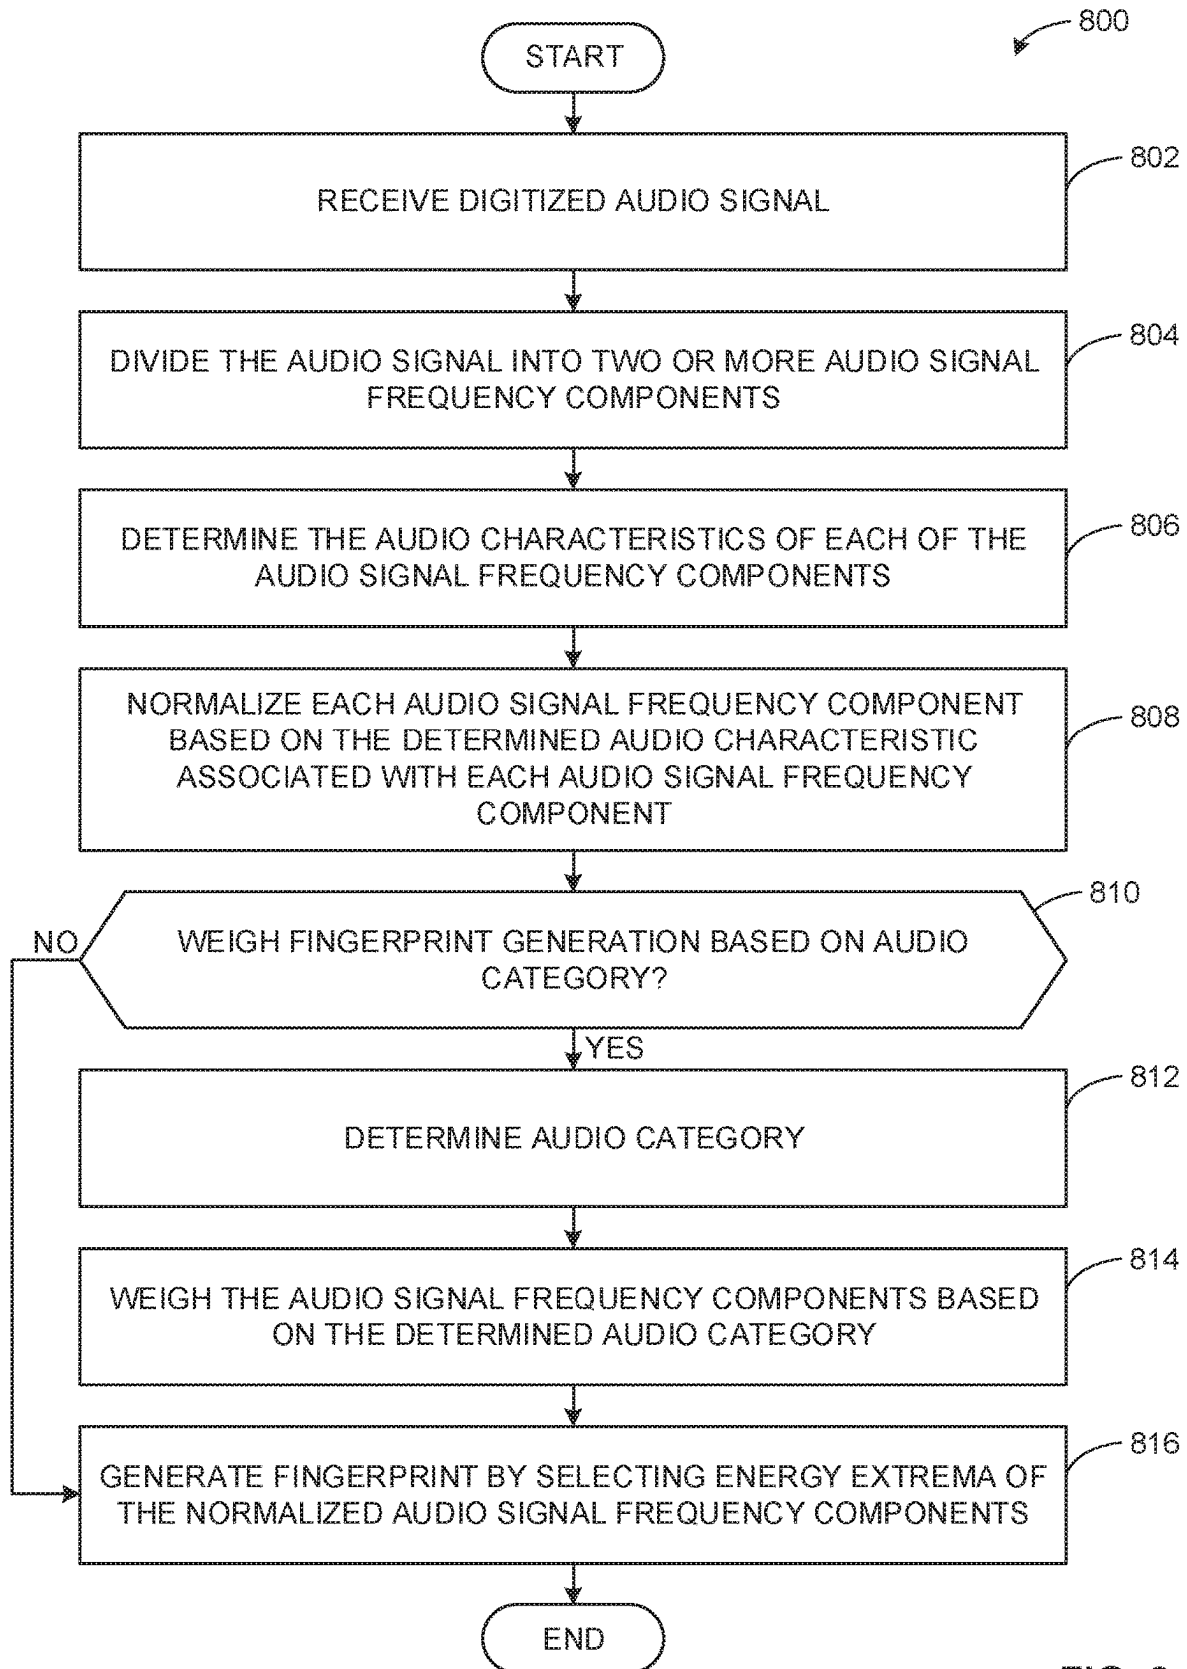 800
START
802
RECEIVE DIGITIZED AUDIO SIGNAL
804
DIVIDE THE AUDIO SIGNAL INTO TWO OR MORE AUDIO SIGNAL
FREQUENCY COMPONENTS
806
DETERMINE THE AUDIO CHARACTERISTICS OF EACH OF THE
AUDIO SIGNAL FREQUENCY COMPONENTS
808
NORMALIZE EACH AUDIO SIGNAL FREQUENCY COMPONENT
BASED ON THE DETERMINED AUDIO CHARACTERISTIC
ASSOCIATED WITH EACH AUDIO SIGNAL FREQUENCY
COMPONENT
810
NO
WEIGH FINGERPRINT GENERATION BASED ON AUDIO
CATEGORY?
YES
812
DETERMINE AUDIO CATEGORY
814
WEIGH THE AUDIO SIGNAL FREQUENCY COMPONENTS BASED
ON THE DETERMINED AUDIO CATEGORY
816
GENERATE FINGERPRINT BY SELECTING ENERGY EXTREMA OF
THE NORMALIZED AUDIO SIGNAL FREQUENCY COMPONENTS
END